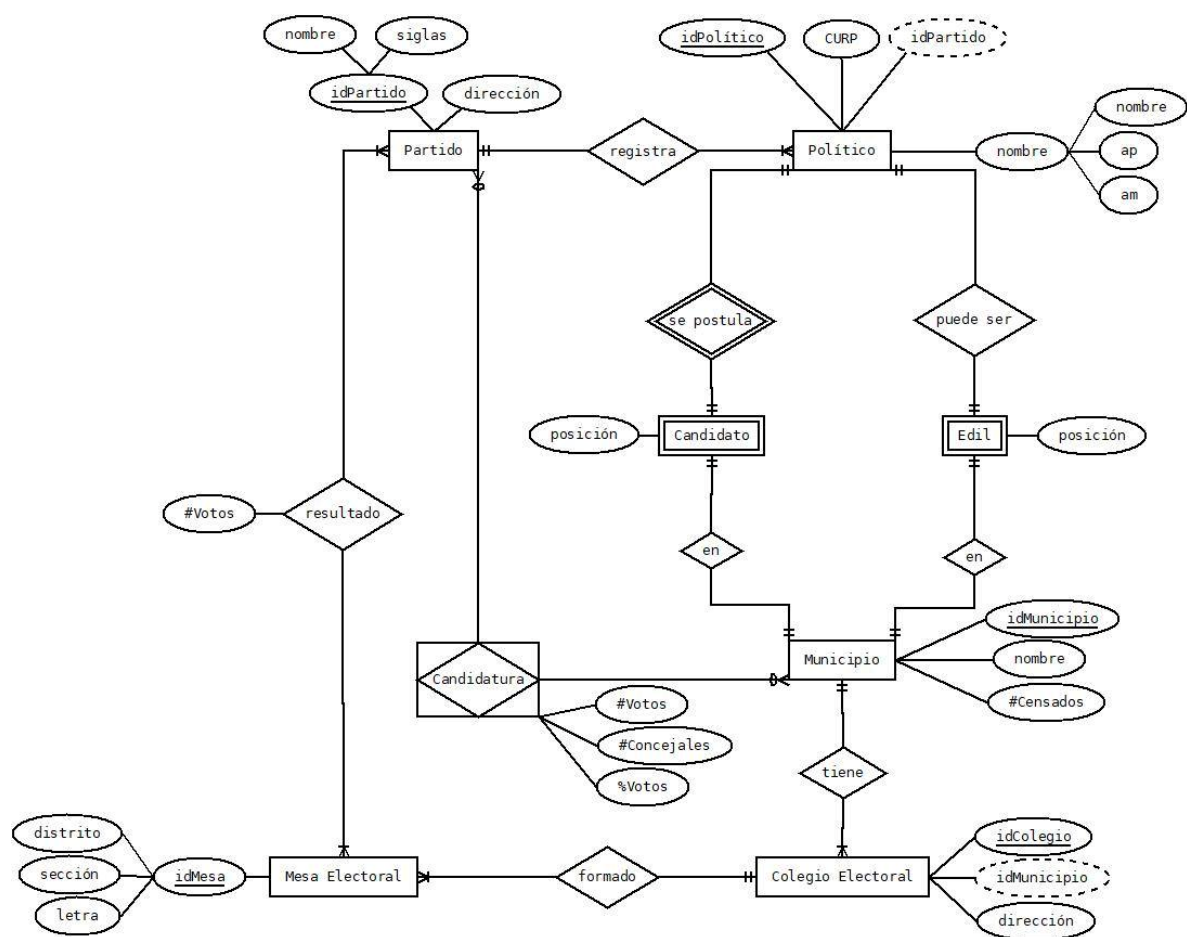 nombre
siglas
idPartido
dirección
idPolítico
CURP
idPartido
nombre
Partido
registra
Político
nombre
ap
am
se postula
puede ser
posición
Candidato
Edil
posición
#Votos
resultado
en
en
idMunicipio
Candidatura
Municipio
nombre
#Votos
#Censados
#Concejales
%Votos
tiene
distrito
idColegio
sección
idMesa
Mesa Electoral
formado
Colegio Electoral
idMunicipio
letra
dirección